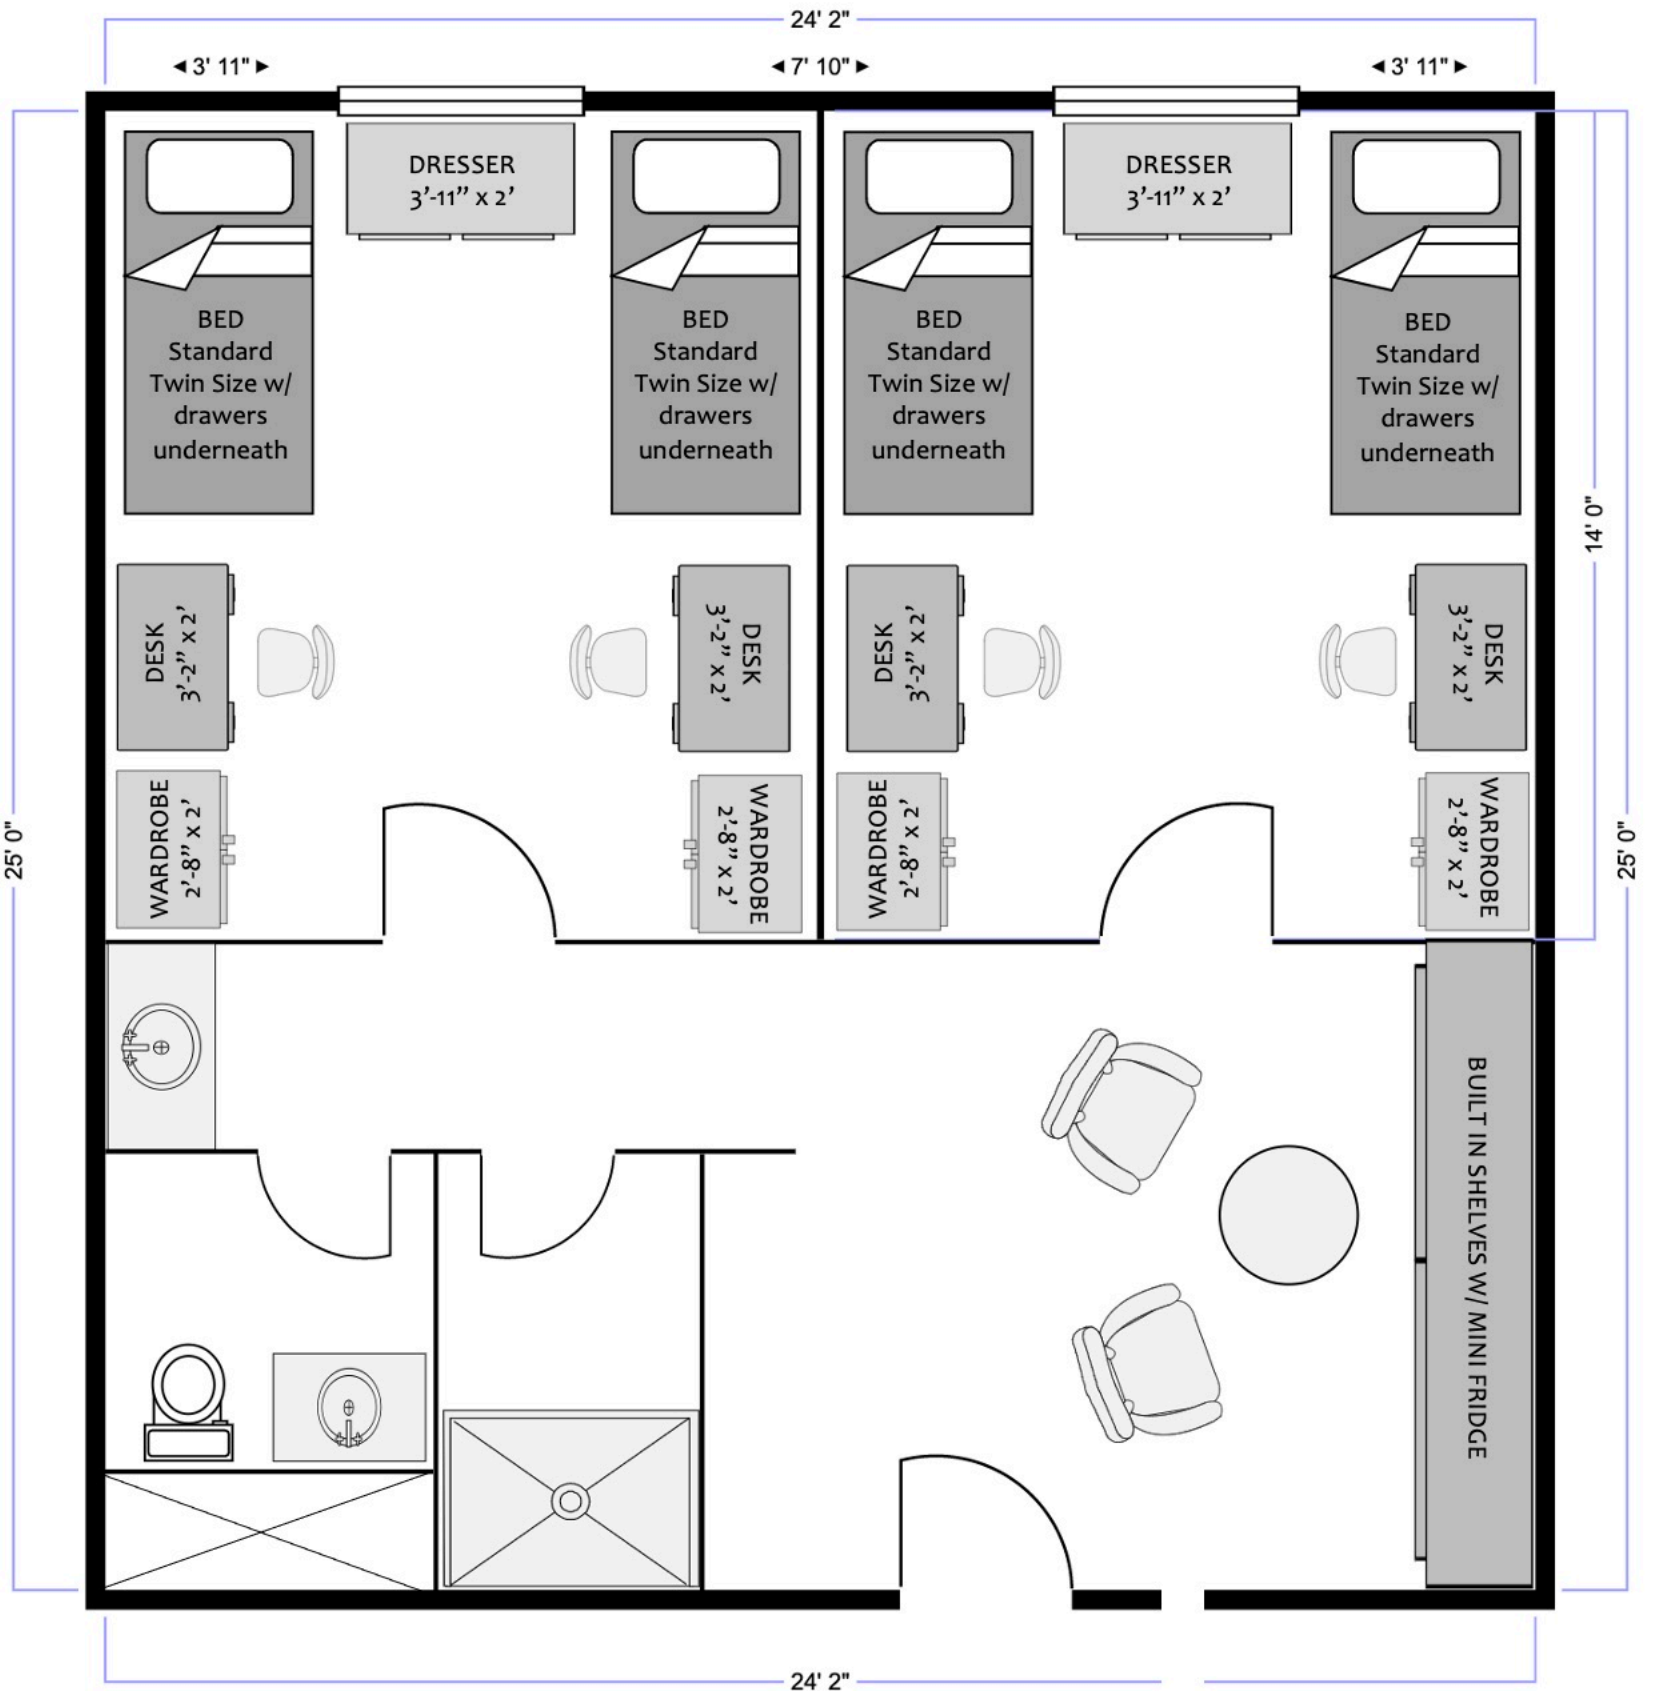 24' 2"
3' 11"
7' 10"
3' 11"
DRESSER
3'-11” x 2’
DRESSER
3'-11” x 2’
BED
Standard
Twin Size w/
drawers
underneath
BED
Standard
Twin Size w/
drawers
underneath
BED
Standard
Twin Size w/
drawers
underneath
BED
Standard
Twin Size w/
drawers
underneath
14' 0"
DESK
3’-2” x 2’
DESK
3’-2” x 2’
DESK
3’-2” x 2’
DESK
3’-2” x 2’
WARDROBE
2’-8” x 2’
WARDROBE
2’-8” x 2’
WARDROBE
2’-8” x 2’
WARDROBE
2’-8” x 2’
25' 0"
25' 0"
BUILT IN SHELVES W/ MINI FRIDGE
24' 2"